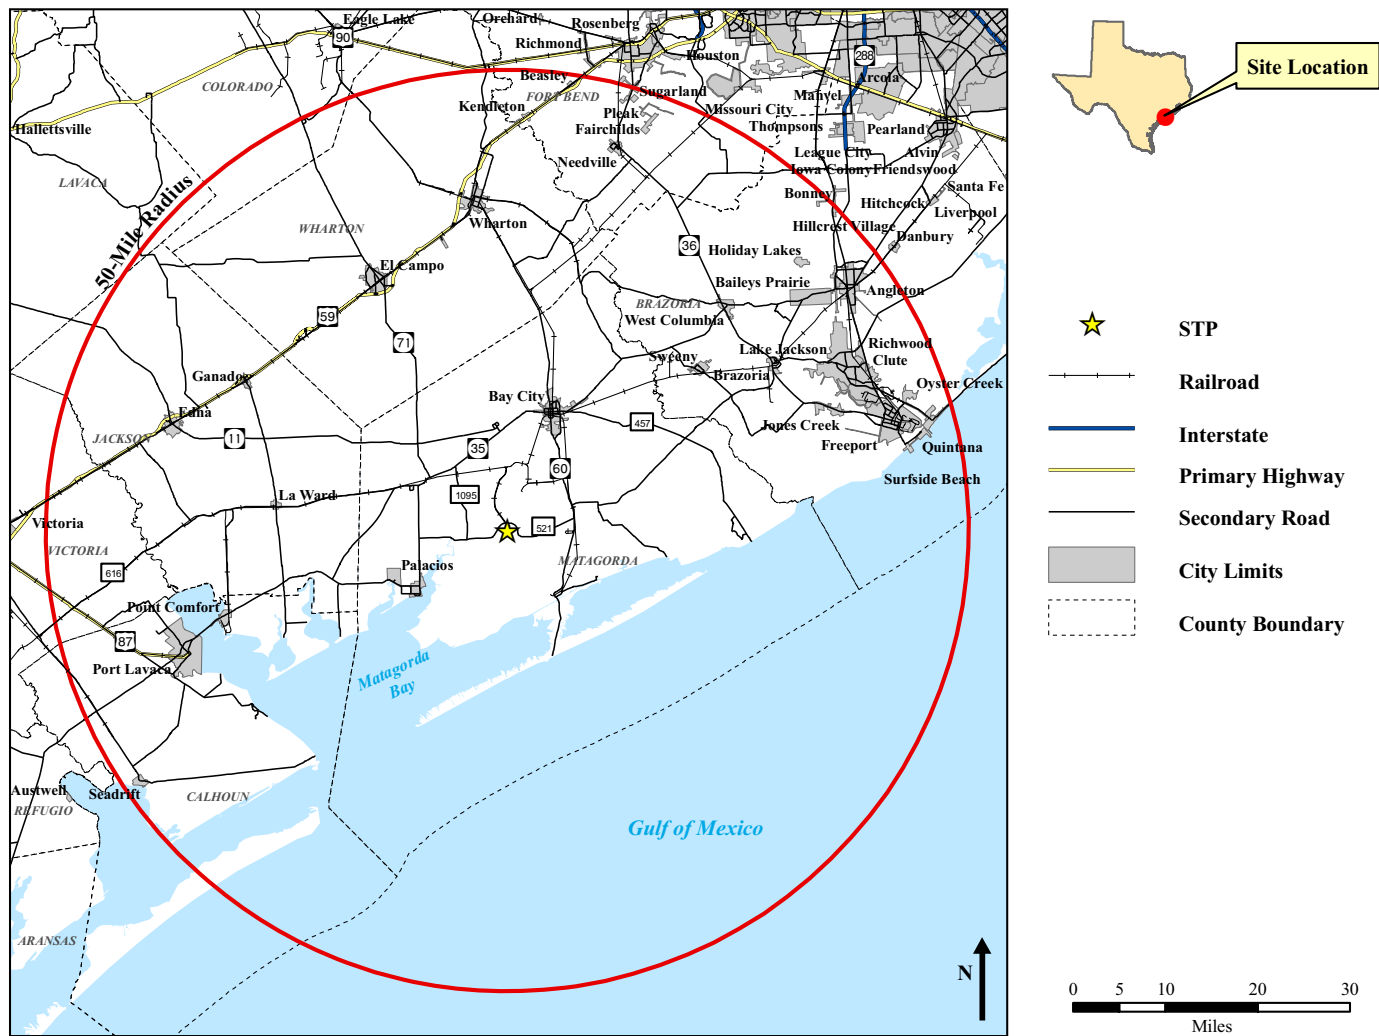 Eagle Lake
Orchard
Rosenberg
90
Richmond
Houston
288
COLORADO
Beasley
FORT BEND
Sugarland
Arcola
Manvel
Kendleton
Pleak
Missouri City
Hallettsville
Fairchilds
Thompsons
Pearland
Needville
League City
Alvin
Iowa Colony
Friendswood
LAVACA
50-Mile Radius
Bonney
Santa Fe
Hitchcock
Liverpool
WHARTON
Wharton
Hillcrest Village
Danbury
36
Holiday Lakes
El Campo
Baileys Prairie
Angleton
BRAZORIA
59
West Columbia
71
Richwood
Lake Jackson
Clute
Sweeny
Ganado
Brazoria
Oyster Creek
Bay City
Edna
457
Jones Creek
JACKSON
11
35
Freeport
Quintana
60
Surfside Beach
La Ward
1095
Victoria
521
VICTORIA
MATAGORDA
616
Palacios
Point Comfort
87
Port Lavaca
Matagorda
Bay
Austwell
Seadrift
CALHOUN
REFUGIO
Gulf of Mexico
ARANSAS
N
Site Location
STP
Railroad
Interstate
Primary Highway
Secondary Road
City Limits
County Boundary
0 5 10 20 30
Miles